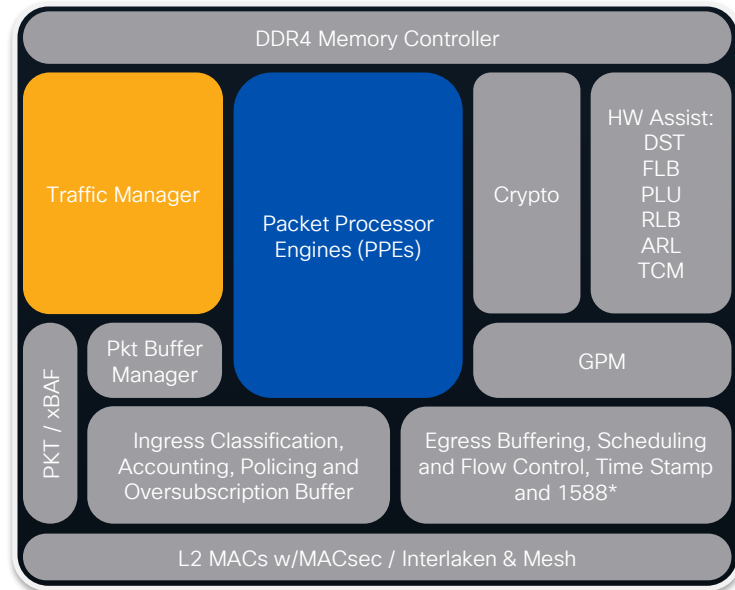 DDR4 Memory Controller
Traffic Manager
Packet Processor
Engines (PPEs)
Crypto
HW Assist:
DST
FLB
PLU
RLB
ARL
TCM
PKT / xBAF
Pkt Buffer
Manager
GPM
Ingress Classification,
Accounting, Policing and
Oversubscription Buffer
Egress Buffering, Scheduling
and Flow Control, Time Stamp
and 1588*
L2 MACs w/MACsec / Interlaken & Mesh